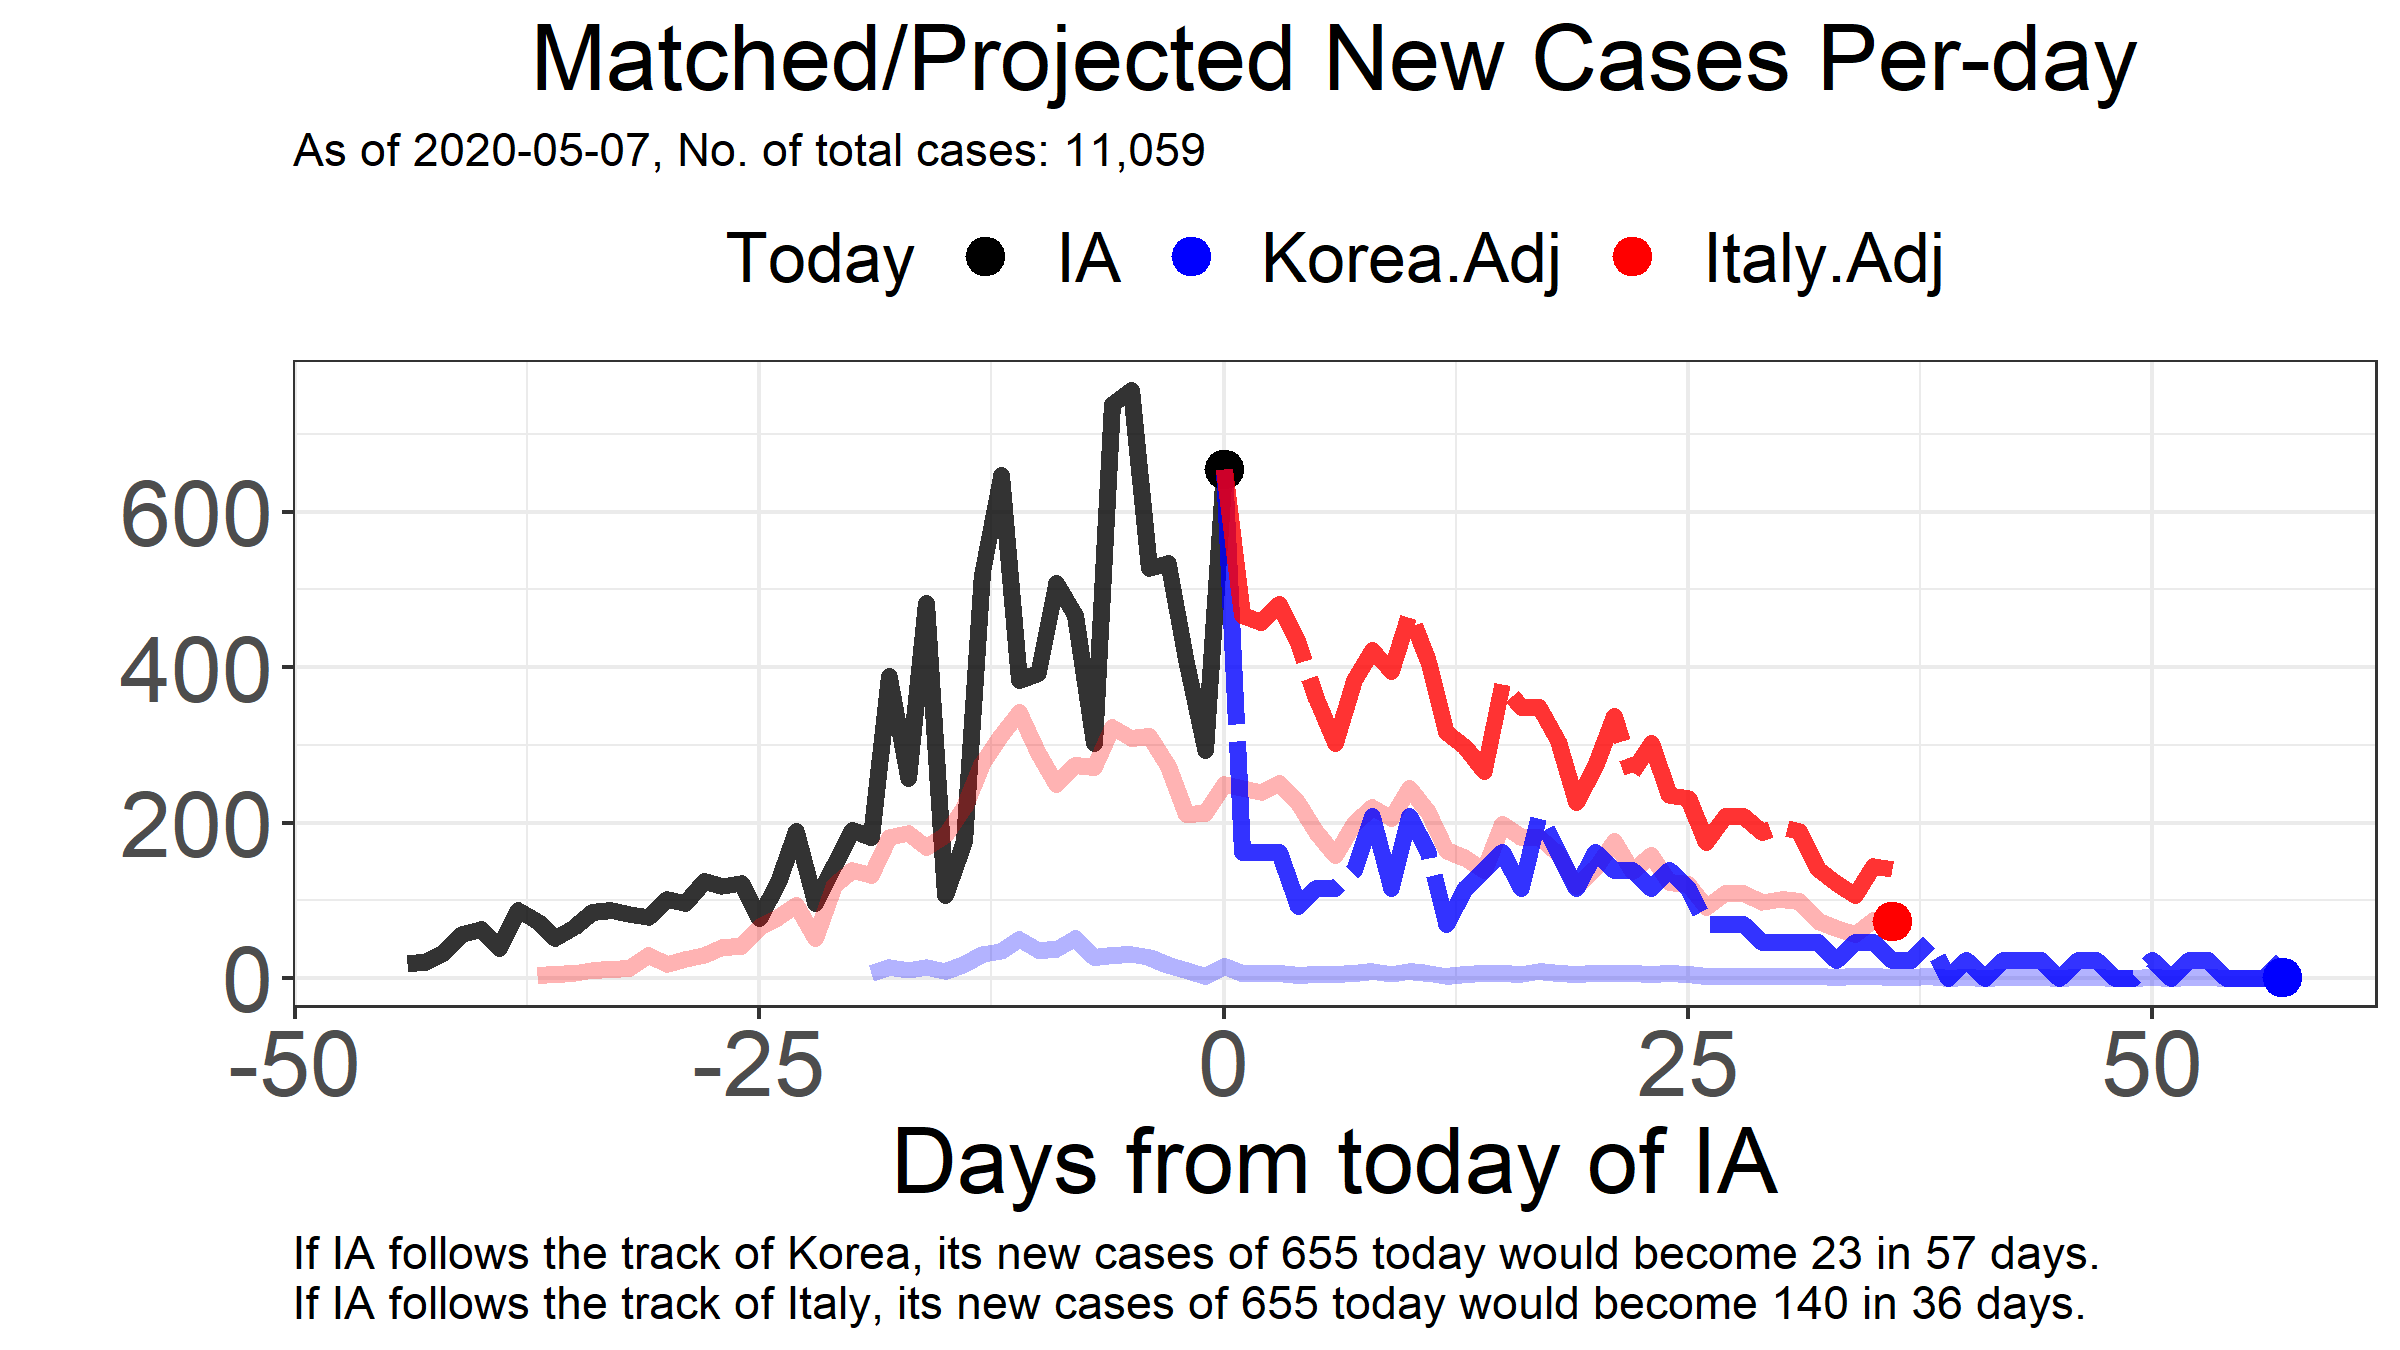 Matched/Projected New Cases Per-day
As of 2020-05-07, No. of total cases: 11,059
Today IA Korea.Adj Italy.Adj
600
400
200
0
-50 -25 0 25 50
Days from today of IA
If IA follows the track of Korea, its new cases of 655 today would become 23 in 57 days.
If IA follows the track of Italy, its new cases of 655 today would become 140 in 36 days.